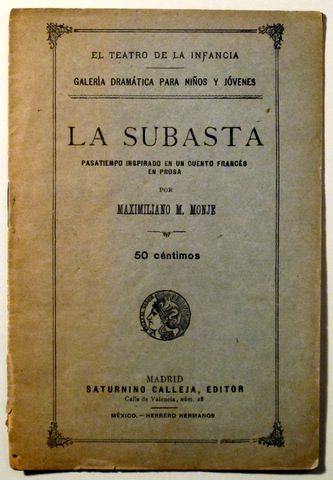 EL TEATRO DE LA INFANCIA
GALERÍA DRAMÁTICA PARA NIÑOS Y JÓVENES
LA SUBASTA
PASATIEMPO INSPIRADO EN UN CUENTO FRANCÉS
EN PROSA
POR
MAXIMILIANO M. MONJE
50 céntimos
MADRID
SATURNINO CALLEJA, EDITOR
Calle de Valencia, núm. 28
MÉXICO.—HERRERO HERMANOS